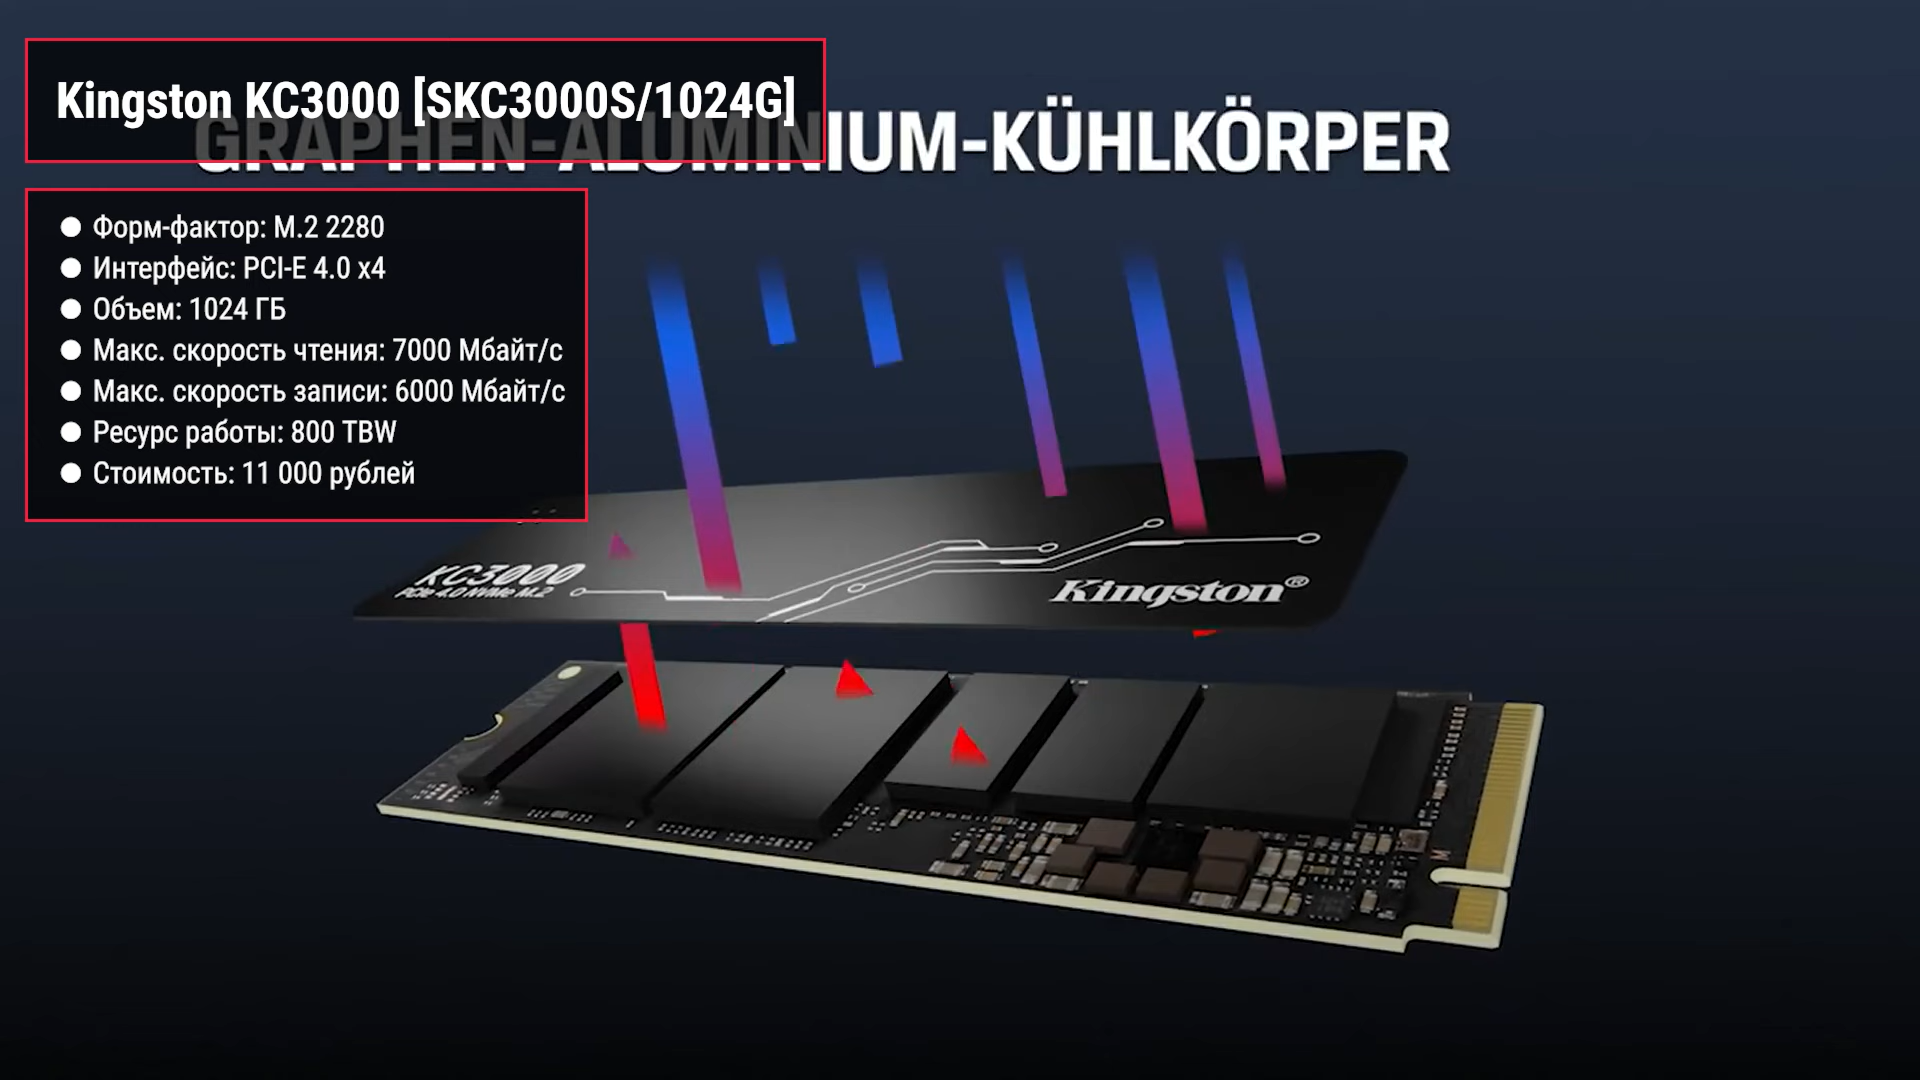 Kingston KC3000 [SKC3000S/1024G]
GRAPHEN-ALUMINIUM-KÜHLKÖRPER
Форм-фактор: M.2 2280
Интерфейс: PCI-E 4.0 x4
Объем: 1024 ГБ
Макс. скорость чтения: 7000 Мбайт/с
Макс. скорость записи: 6000 Мбайт/с
Ресурс работы: 800 TBW
Стоимость: 11 000 рублей
KC3000
PCIe 4.0 NVMe M.2
Kingston®